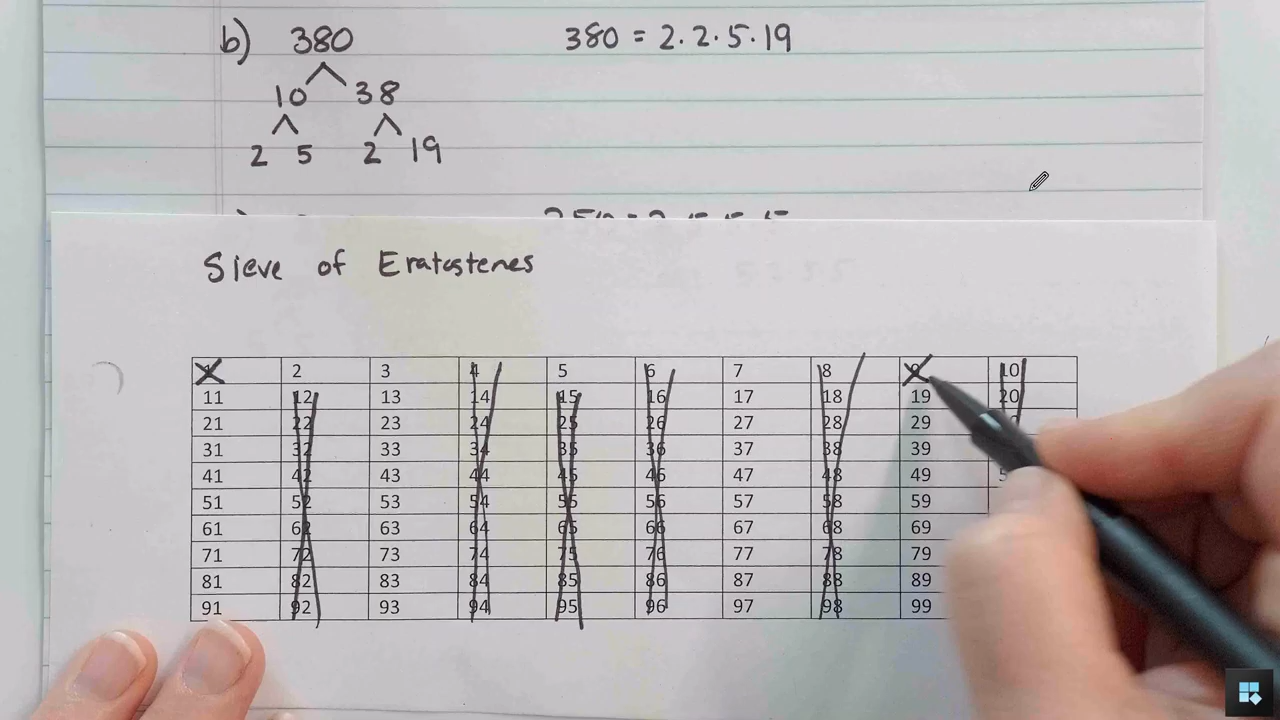 b) 380 380 = 2·2·5·19
10 38
2 5 2 19
Sieve of Eratostenes
2 3 4 5 6 7 8 10
11 12 13 14 15 16 17 18 19 20
21 22 23 24 25 26 27 28 29
31 32 33 34 35 36 37 38 39
41 42 43 44 45 46 47 48 49
51 52 53 54 55 56 57 58 59
61 62 63 64 65 66 67 68 69
71 72 73 74 75 76 77 78 79
81 82 83 84 85 86 87 88 89
91 92 93 94 95 96 97 98 99